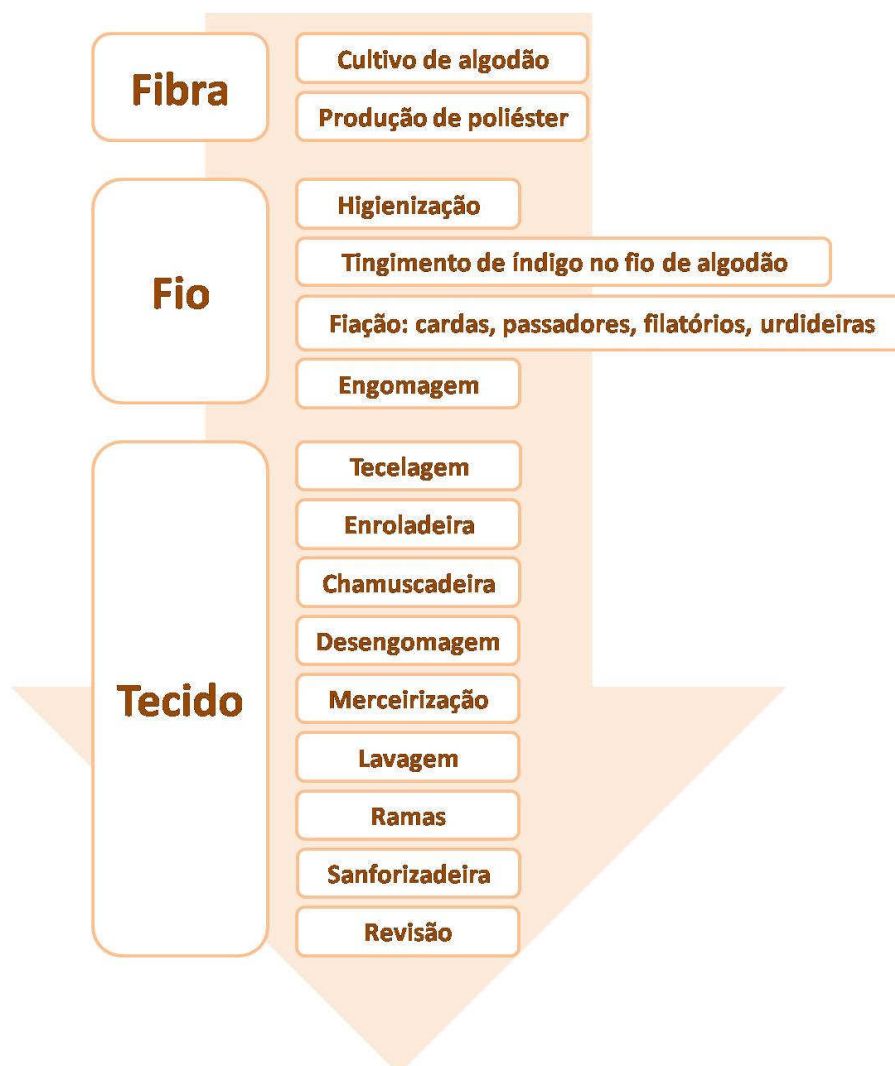 Fibra
Cultivo de algodão
Produção de poliéster
Fio
Higienização
Tingimento de índigo no fio de algodão
Fiação: cardas, passadores, filatórios, urdideiras
Engomagem
Tecido
Tecelagem
Enroladeira
Chamuscadeira
Desengomagem
Merceirização
Lavagem
Ramas
Sanforizadeira
Revisão